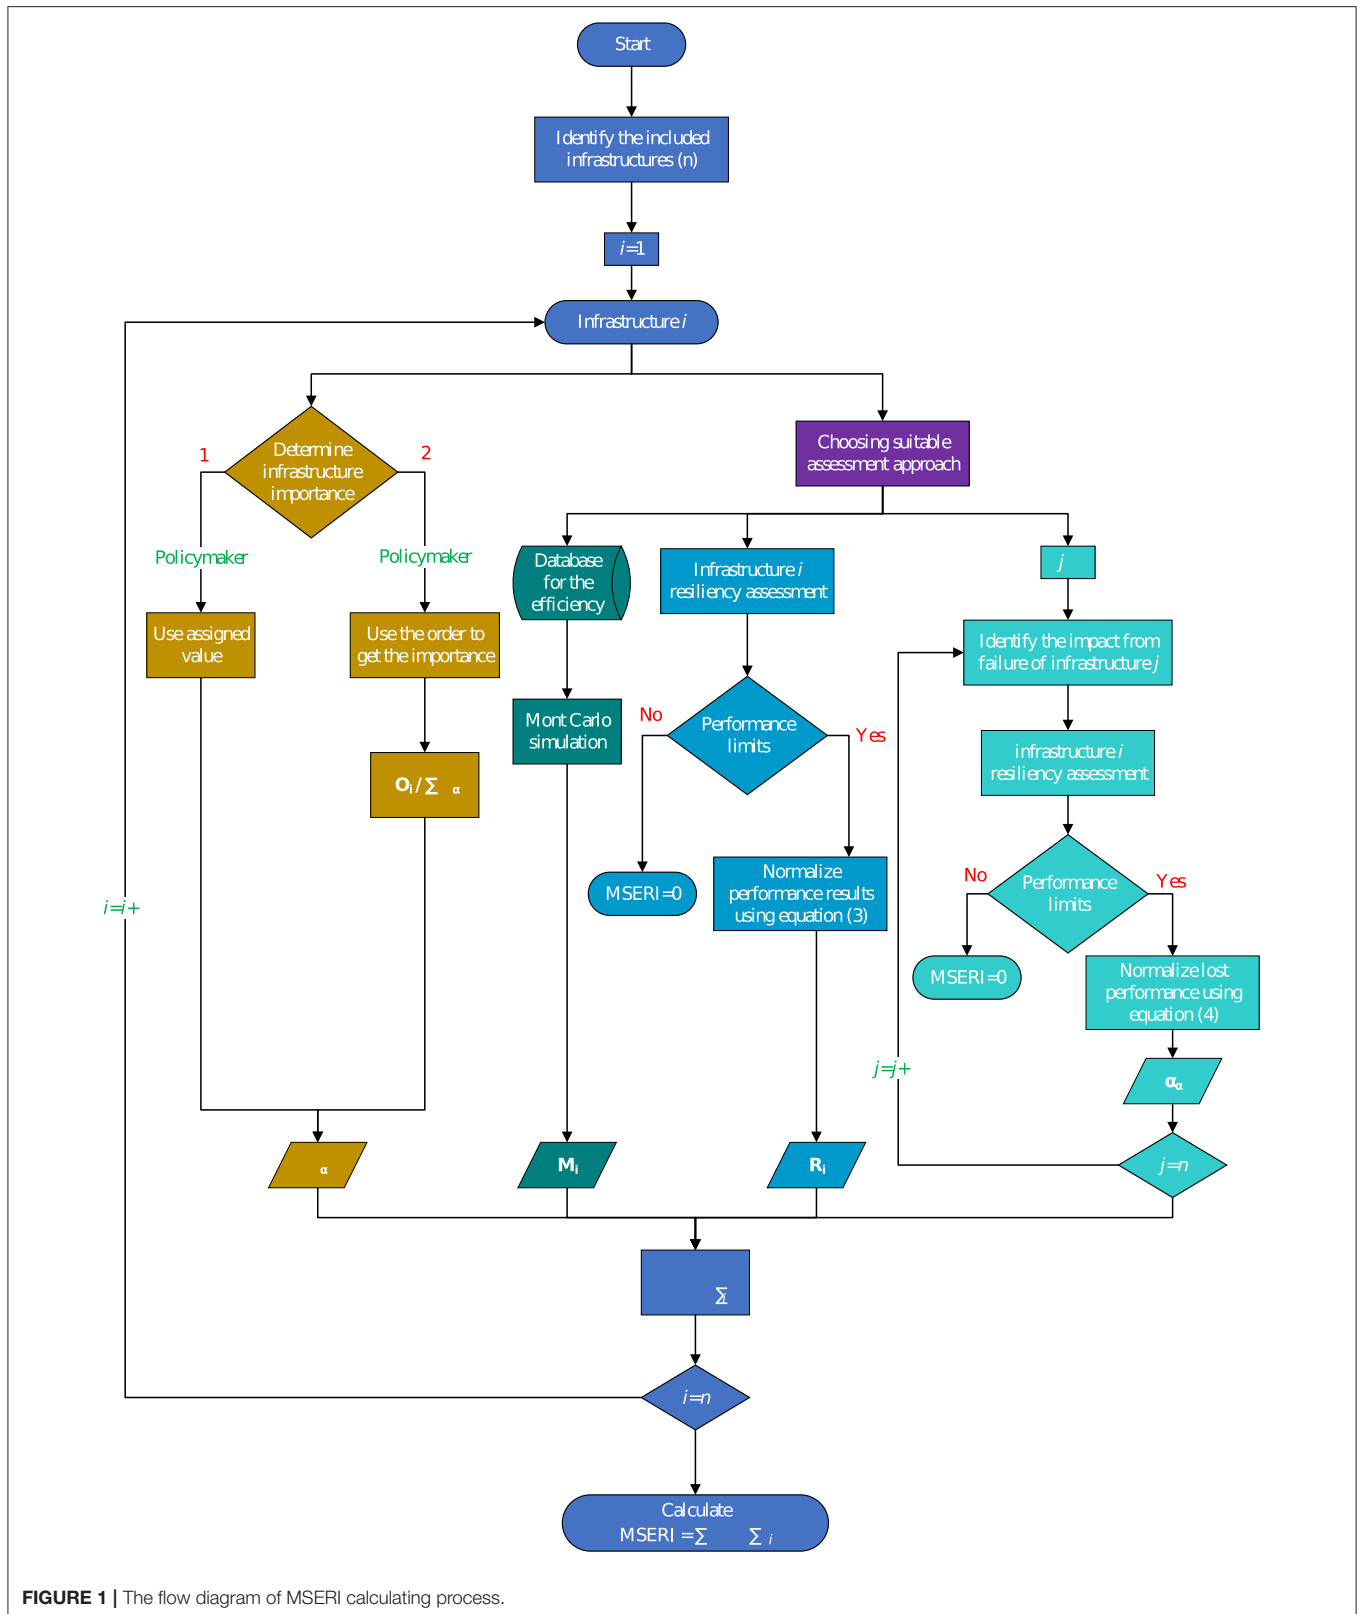 Start
Identify the included
infrastructures (n)
i=1
Infrastructure i
Determine
infrastructure
importance
1
2
Policymaker
Policymaker
Use assigned
value
Use the order to
get the importance
Oi / ∑ α
α
Choosing suitable
assessment approach
Database
for the
efficiency
Mont Carlo
simulation
Mi
Infrastructure i
resiliency assessment
Performance
limits
No
Yes
MSERI=0
Normalize
performance results
using equation (3)
Ri
j
Identify the impact from
failure of infrastructure j
infrastructure i
resiliency assessment
Performance
limits
No
Yes
MSERI=0
Normalize lost
performance using
equation (4)
αα
j=n
j=j+
i=i+
∑i
i=n
Calculate
MSERI = ∑ ∑ i
FIGURE 1 | The flow diagram of MSERI calculating process.